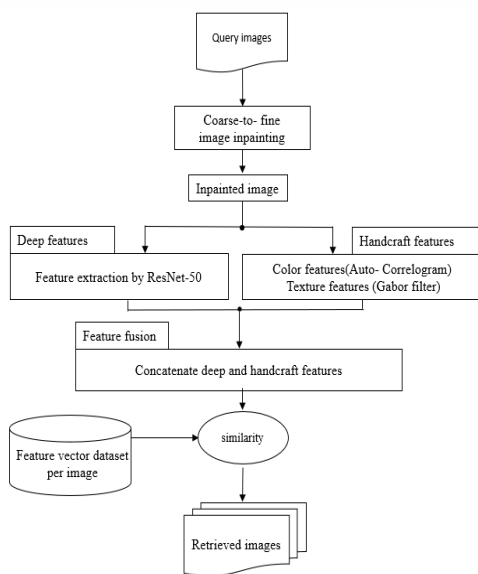 Query images
Coarse-to- fine
image inpainting
Inpainted image
Deep features
Feature extraction by ResNet-50
Handcraft features
Color features(Auto- Correlogram)
Texture features (Gabor filter)
Feature fusion
Concatenate deep and handcraft features
Feature vector dataset
per image
similarity
Retrieved images